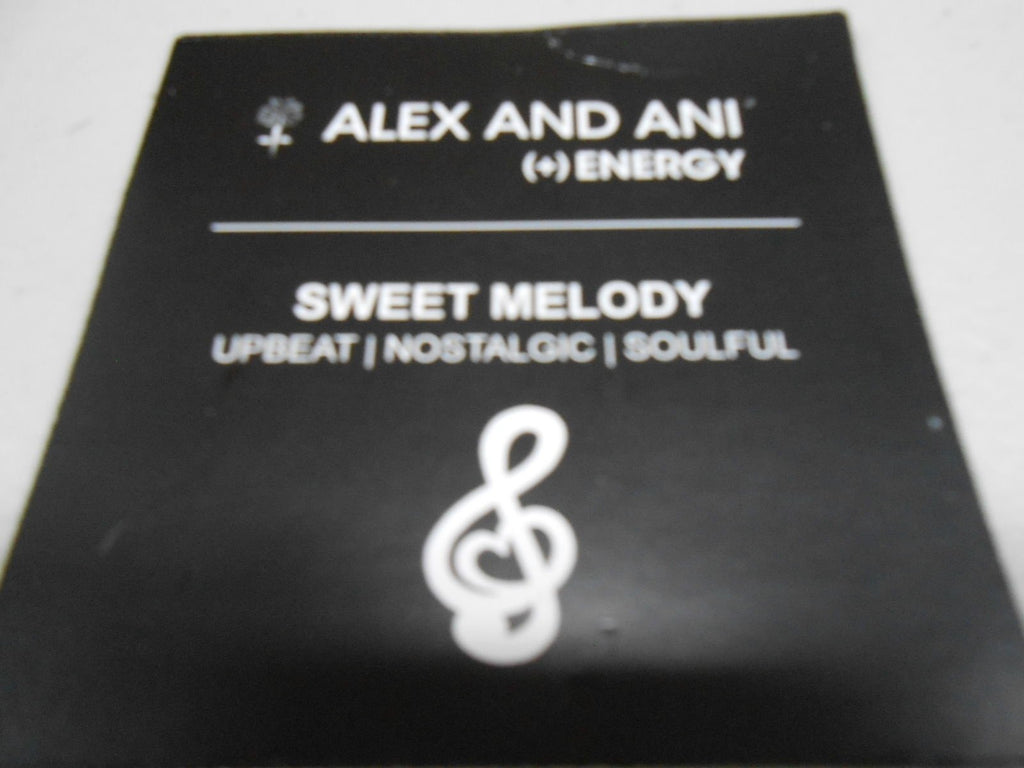 ALEX AND ANI
(+) ENERGY
SWEET MELODY
UPBEAT | NOSTALGIC | SOULFUL